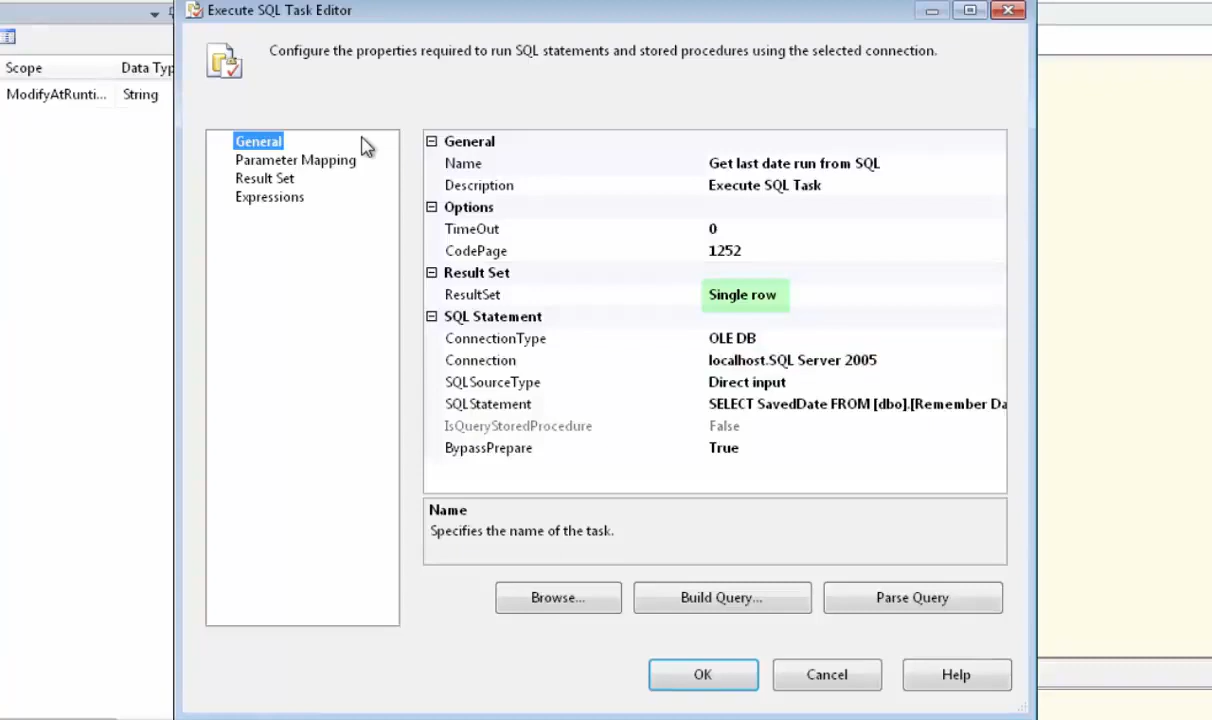 Execute SQL Task Editor
Configure the properties required to run SQL statements and stored procedures using the selected connection.
Scope Data Typ
ModifyAtRunti... String
General
Parameter Mapping
Result Set
Expressions
General
Name Get last date run from SQL
Description Execute SQL Task
Options
TimeOut 0
CodePage 1252
Result Set
ResultSet Single row
SQL Statement
ConnectionType OLE DB
Connection localhost.SQL Server 2005
SQLSourceType Direct input
SQLStatement SELECT SavedDate FROM [dbo].[Remember Da
IsQueryStoredProcedure False
BypassPrepare True
Name
Specifies the name of the task.
Browse... Build Query... Parse Query
OK Cancel Help